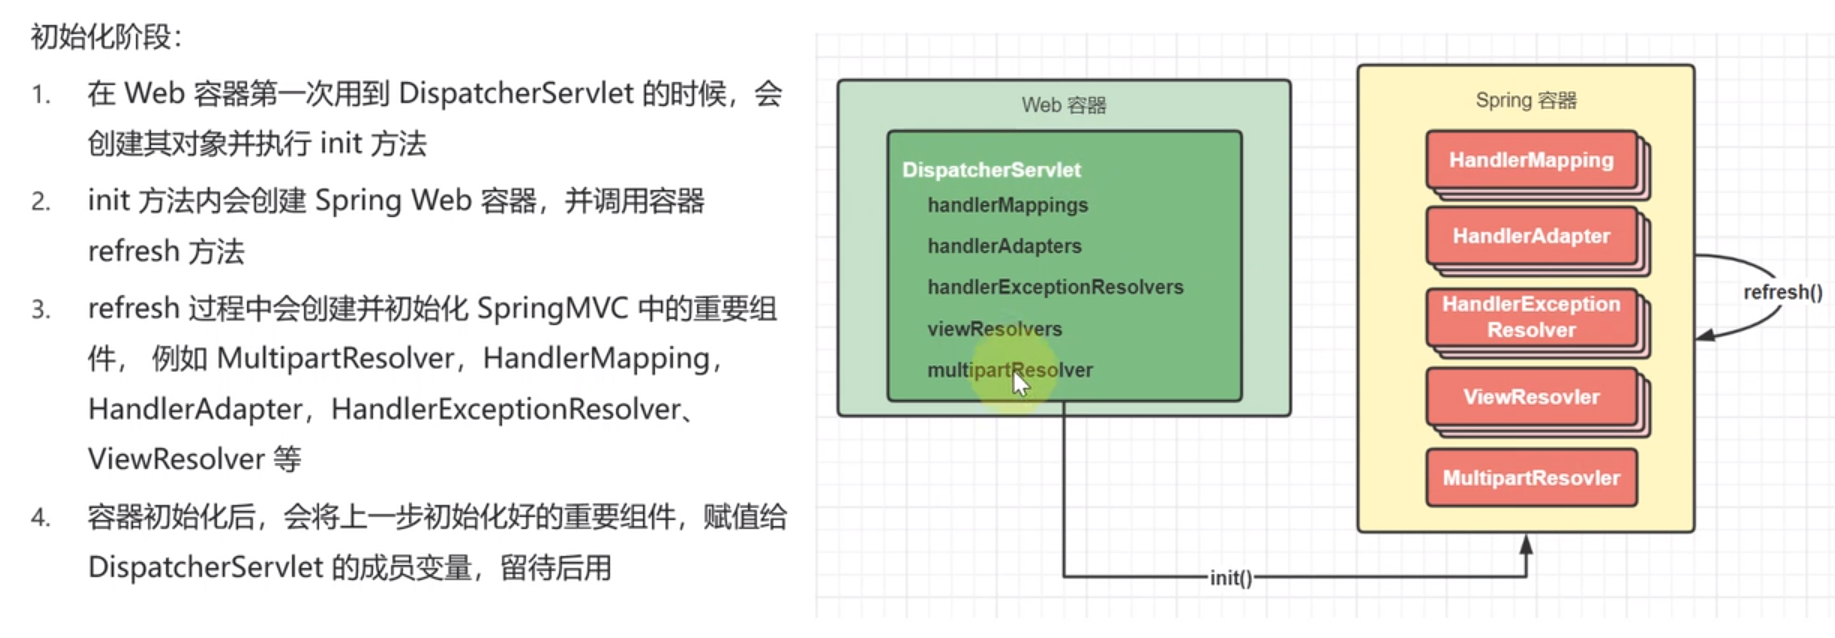 初始化阶段：
1. 在 Web 容器第一次用到 DispatcherServlet 的时候，会
创建其对象并执行 init 方法
2. init 方法内会创建 Spring Web 容器，并调用容器
refresh 方法
3. refresh 过程中会创建并初始化 SpringMVC 中的重要组
件， 例如 MultipartResolver，HandlerMapping，
HandlerAdapter，HandlerExceptionResolver、
ViewResolver 等
4. 容器初始化后，会将上一步初始化好的重要组件，赋值给
DispatcherServlet 的成员变量，留待后用
Web 容器
DispatcherServlet
handlerMappings
handlerAdapters
handlerExceptionResolvers
viewResolvers
multipartResolver
init()
Spring 容器
HandlerMapping
HandlerAdapter
HandlerException
Resolver
ViewResovler
MultipartResovler
refresh()